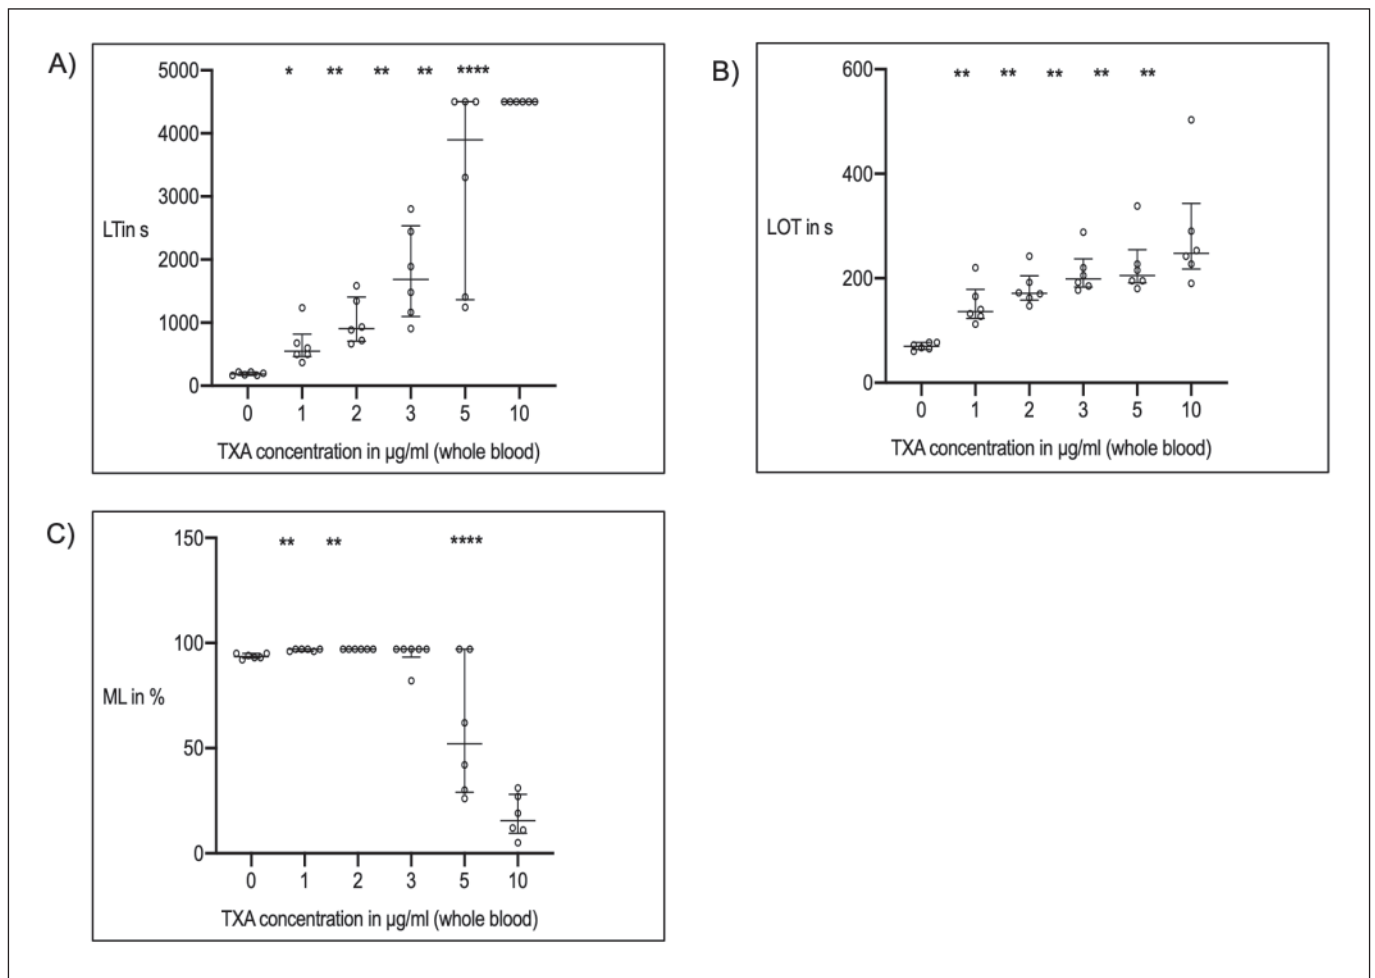 A)
* ** ** ** ****
5000
4000
3000
2000
1000
0
LTin s
0 1 2 3 5 10
TXA concentration in µg/ml (whole blood)
B)
** ** ** ** **
600
400
200
0
LOT in s
0 1 2 3 5 10
TXA concentration in µg/ml (whole blood)
C)
** ** ****
150
100
50
0
ML in %
0 1 2 3 5 10
TXA concentration in µg/ml (whole blood)